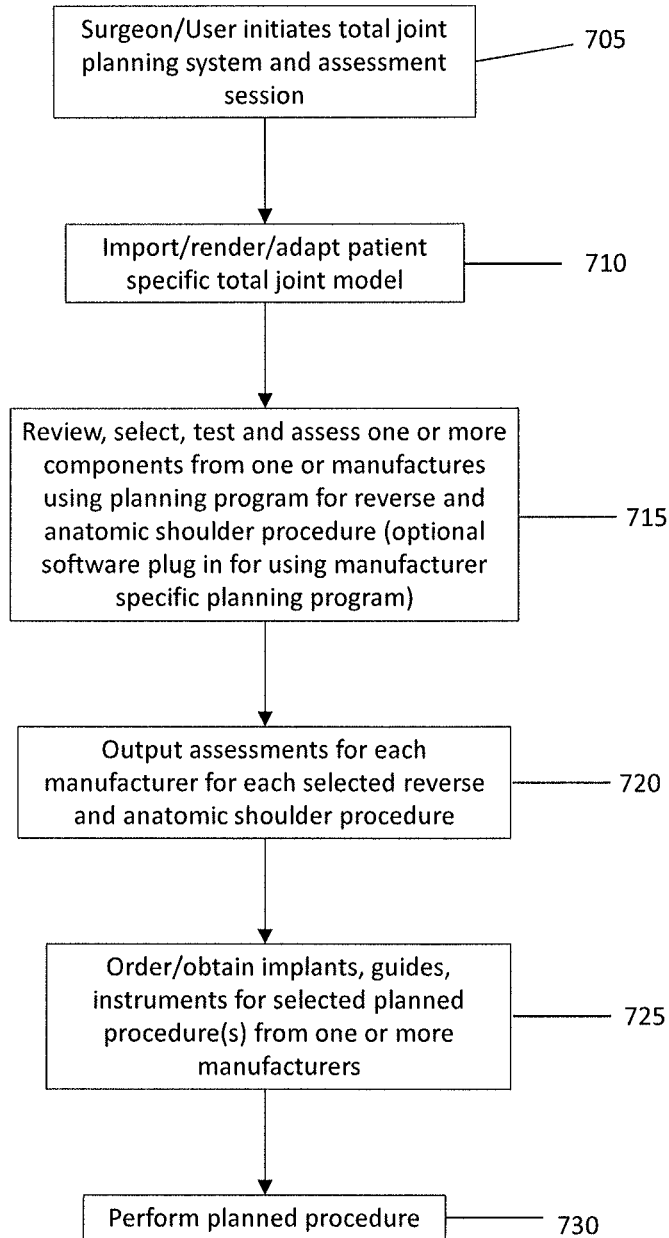 Surgeon/User initiates total joint
planning system and assessment
session
705
Import/render/adapt patient
specific total joint model
710
Review, select, test and assess one or more
components from one or manufactures
using planning program for reverse and
anatomic shoulder procedure (optional
software plug in for using manufacturer
specific planning program)
715
Output assessments for each
manufacturer for each selected reverse
and anatomic shoulder procedure
720
Order/obtain implants, guides,
instruments for selected planned
procedure(s) from one or more
manufacturers
725
Perform planned procedure
730